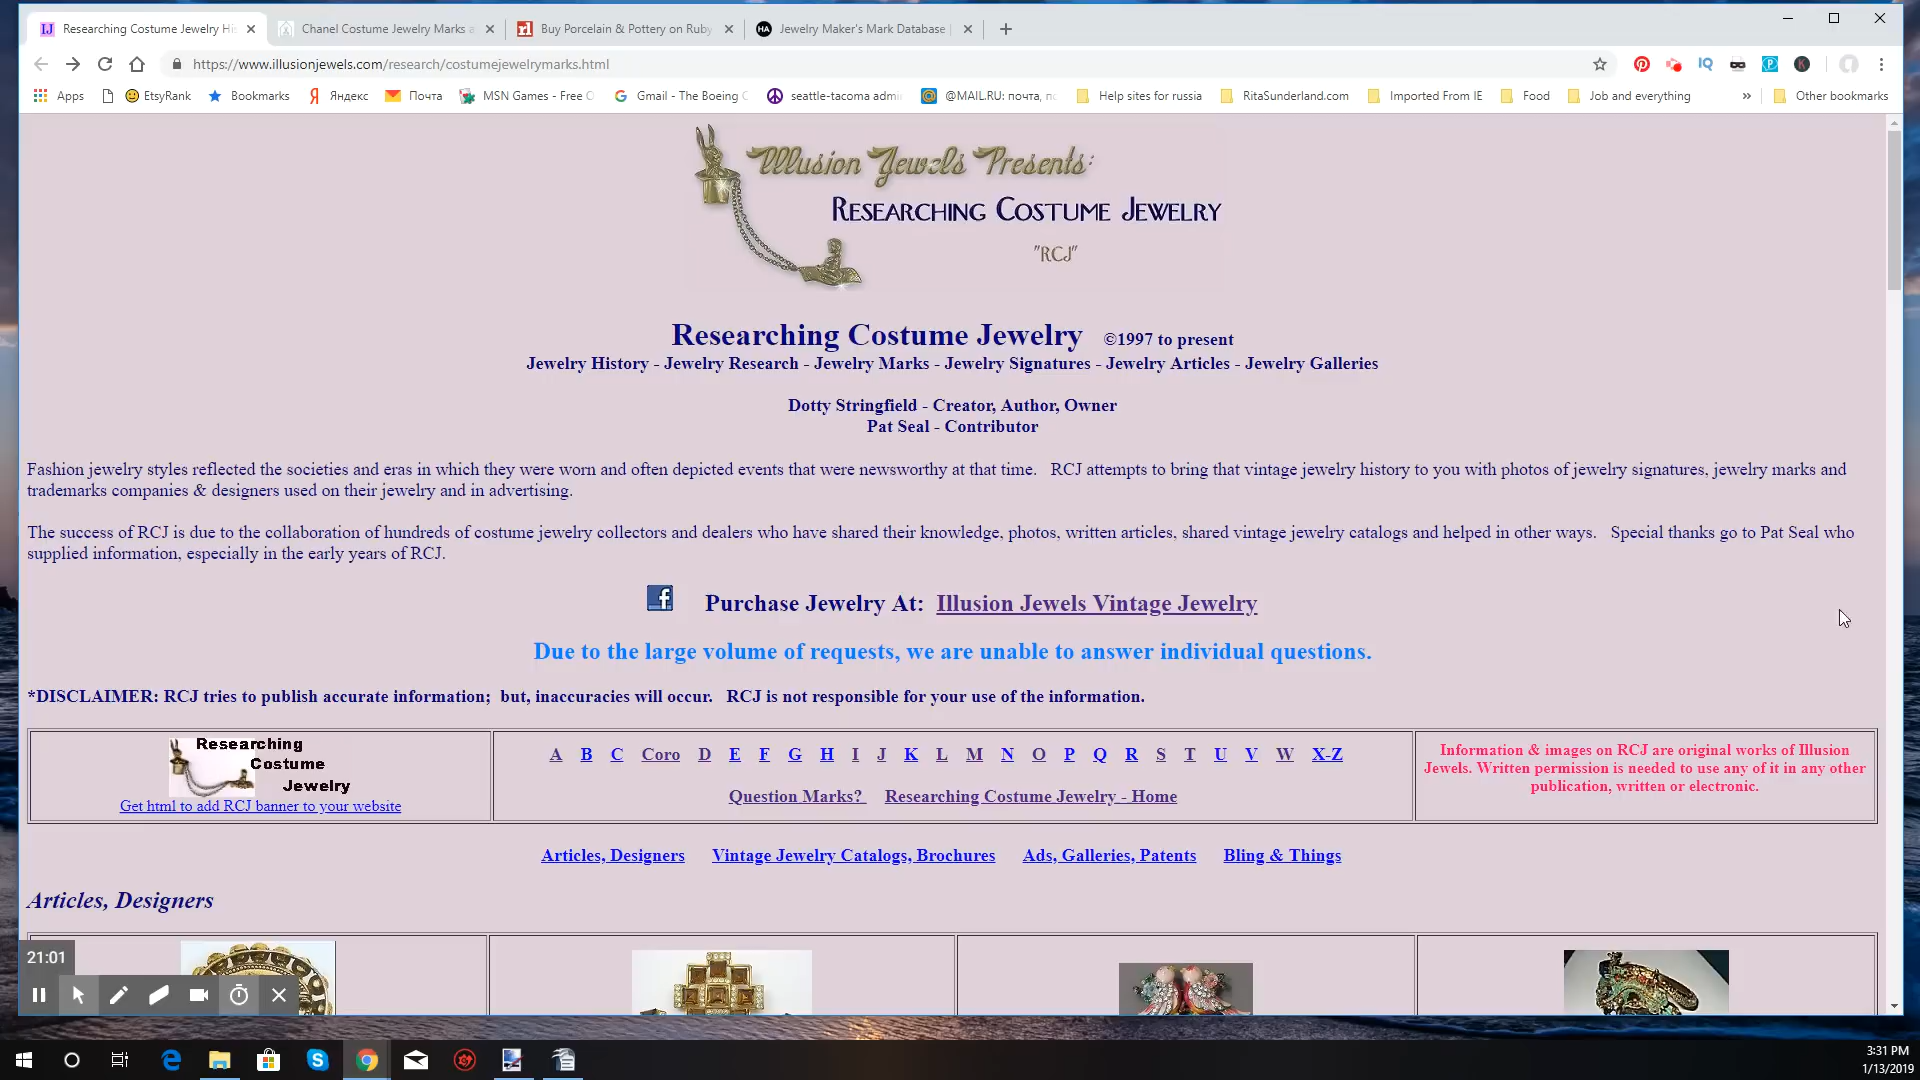 Researching Costume Jewelry Hi
Chanel Costume Jewelry Marks a
Buy Porcelain & Pottery on Ruby
Jewelry Maker's Mark Database |
https://www.illusionjewels.com/research/costumejewelrymarks.html
Apps
EtsyRank
Bookmarks
Яндекс
Почта
MSN Games - Free O
Gmail - The Boeing C
seattle-tacoma admi
@MAIL.RU: почта, по
Help sites for russia
RitaSunderland.com
Imported From IE
Food
Job and everything
»
Other bookmarks
Illusion Jewels Presents:
Researching Costume Jewelry
"RCJ"
Researching Costume Jewelry ©1997 to present
Jewelry History - Jewelry Research - Jewelry Marks - Jewelry Signatures - Jewelry Articles - Jewelry Galleries
Dotty Stringfield - Creator, Author, Owner
Pat Seal - Contributor
Fashion jewelry styles reflected the societies and eras in which they were worn and often depicted events that were newsworthy at that time. RCJ attempts to bring that vintage jewelry history to you with photos of jewelry signatures, jewelry marks and
trademarks companies & designers used on their jewelry and in advertising.
The success of RCJ is due to the collaboration of hundreds of costume jewelry collectors and dealers who have shared their knowledge, photos, written articles, shared vintage jewelry catalogs and helped in other ways. Special thanks go to Pat Seal who
supplied information, especially in the early years of RCJ.
Purchase Jewelry At: Illusion Jewels Vintage Jewelry
Due to the large volume of requests, we are unable to answer individual questions.
*DISCLAIMER: RCJ tries to publish accurate information; but, inaccuracies will occur. RCJ is not responsible for your use of the information.
Researching
Costume
Jewelry
Get html to add RCJ banner to your website
A B C Coro D E F G H I J K L M N O P Q R S T U V W X-Z
Question Marks? Researching Costume Jewelry - Home
Information & images on RCJ are original works of Illusion
Jewels. Written permission is needed to use any of it in any other
publication, written or electronic.
Articles, Designers Vintage Jewelry Catalogs, Brochures Ads, Galleries, Patents Bling & Things
Articles, Designers
21:01
3:31 PM
1/13/2019